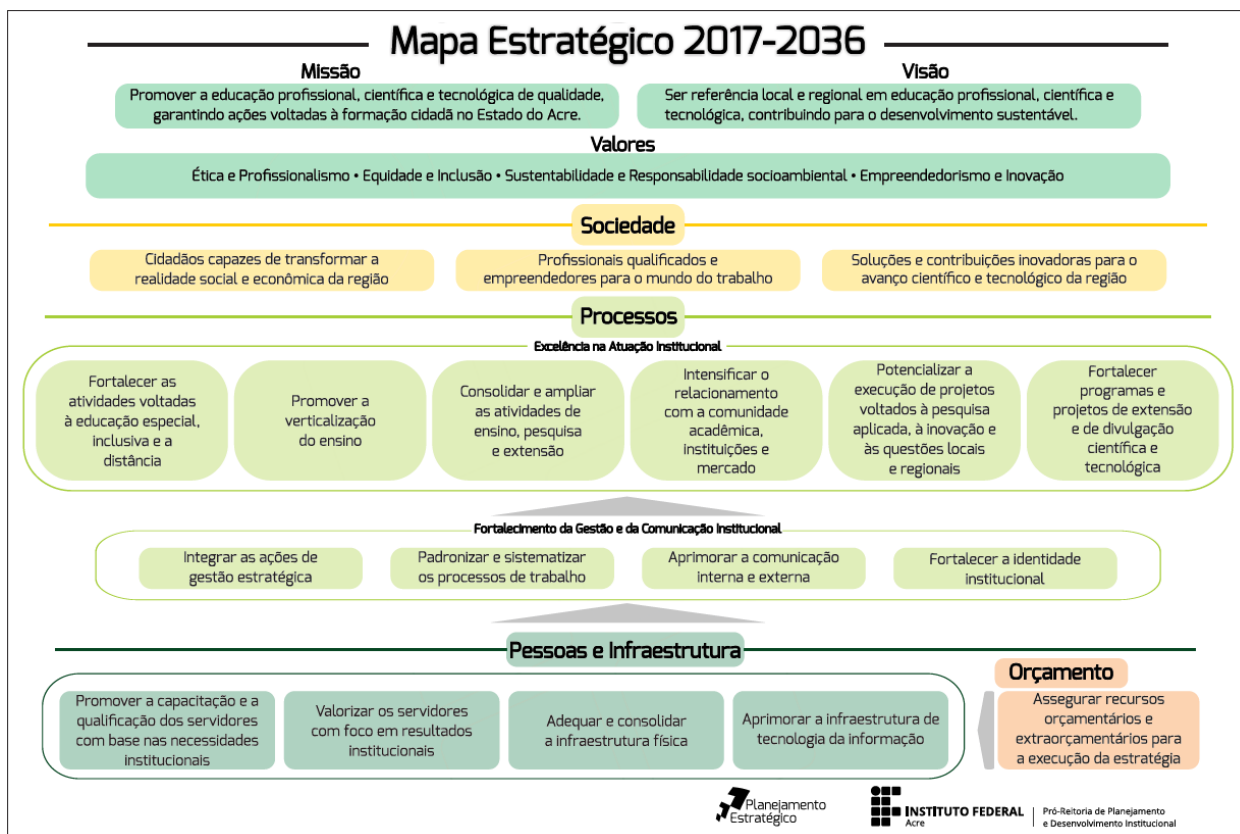 Mapa Estratégico 2017-2036
Missão
Promover a educação profissional, científica e tecnológica de qualidade,
garantindo ações voltadas à formação cidadã no Estado do Acre.
Visão
Ser referência local e regional em educação profissional, científica e
tecnológica, contribuindo para o desenvolvimento sustentável.
Valores
Ética e Profissionalismo • Equidade e Inclusão • Sustentabilidade e Responsabilidade socioambiental • Empreendedorismo e Inovação
Sociedade
Cidadãos capazes de transformar a
realidade social e econômica da região
Profissionais qualificados e
empreendedores para o mundo do trabalho
Soluções e contribuições inovadoras para o
avanço científico e tecnológico da região
Processos
Excelência na Atuação Institucional
Fortalecer as
atividades voltadas
à educação especial,
inclusiva e a
distância
Promover a
verticalização
do ensino
Consolidar e ampliar
as atividades de
ensino, pesquisa
e extensão
Intensificar o
relacionamento
com a comunidade
acadêmica,
instituições e
mercado
Potencializar a
execução de projetos
voltados à pesquisa
aplicada, à inovação e
às questões locais
e regionais
Fortalecer
programas e
projetos de extensão
e de divulgação
científica e
tecnológica
Fortalecimento da Gestão e da Comunicação Institucional
Integrar as ações de
gestão estratégica
Padronizar e sistematizar
os processos de trabalho
Aprimorar a comunicação
interna e externa
Fortalecer a identidade
institucional
Pessoas e Infraestrutura
Promover a capacitação e a
qualificação dos servidores
com base nas necessidades
institucionais
Valorizar os servidores
com foco em resultados
institucionais
Adequar e consolidar
a infraestrutura física
Aprimorar a infraestrutura de
tecnologia da informação
Orçamento
Assegurar recursos
orçamentários e
extraorçamentários para
a execução da estratégia
Planejamento
Estratégico
INSTITUTO FEDERAL
Acre
Pró-Reitoria de Planejamento
e Desenvolvimento Institucional